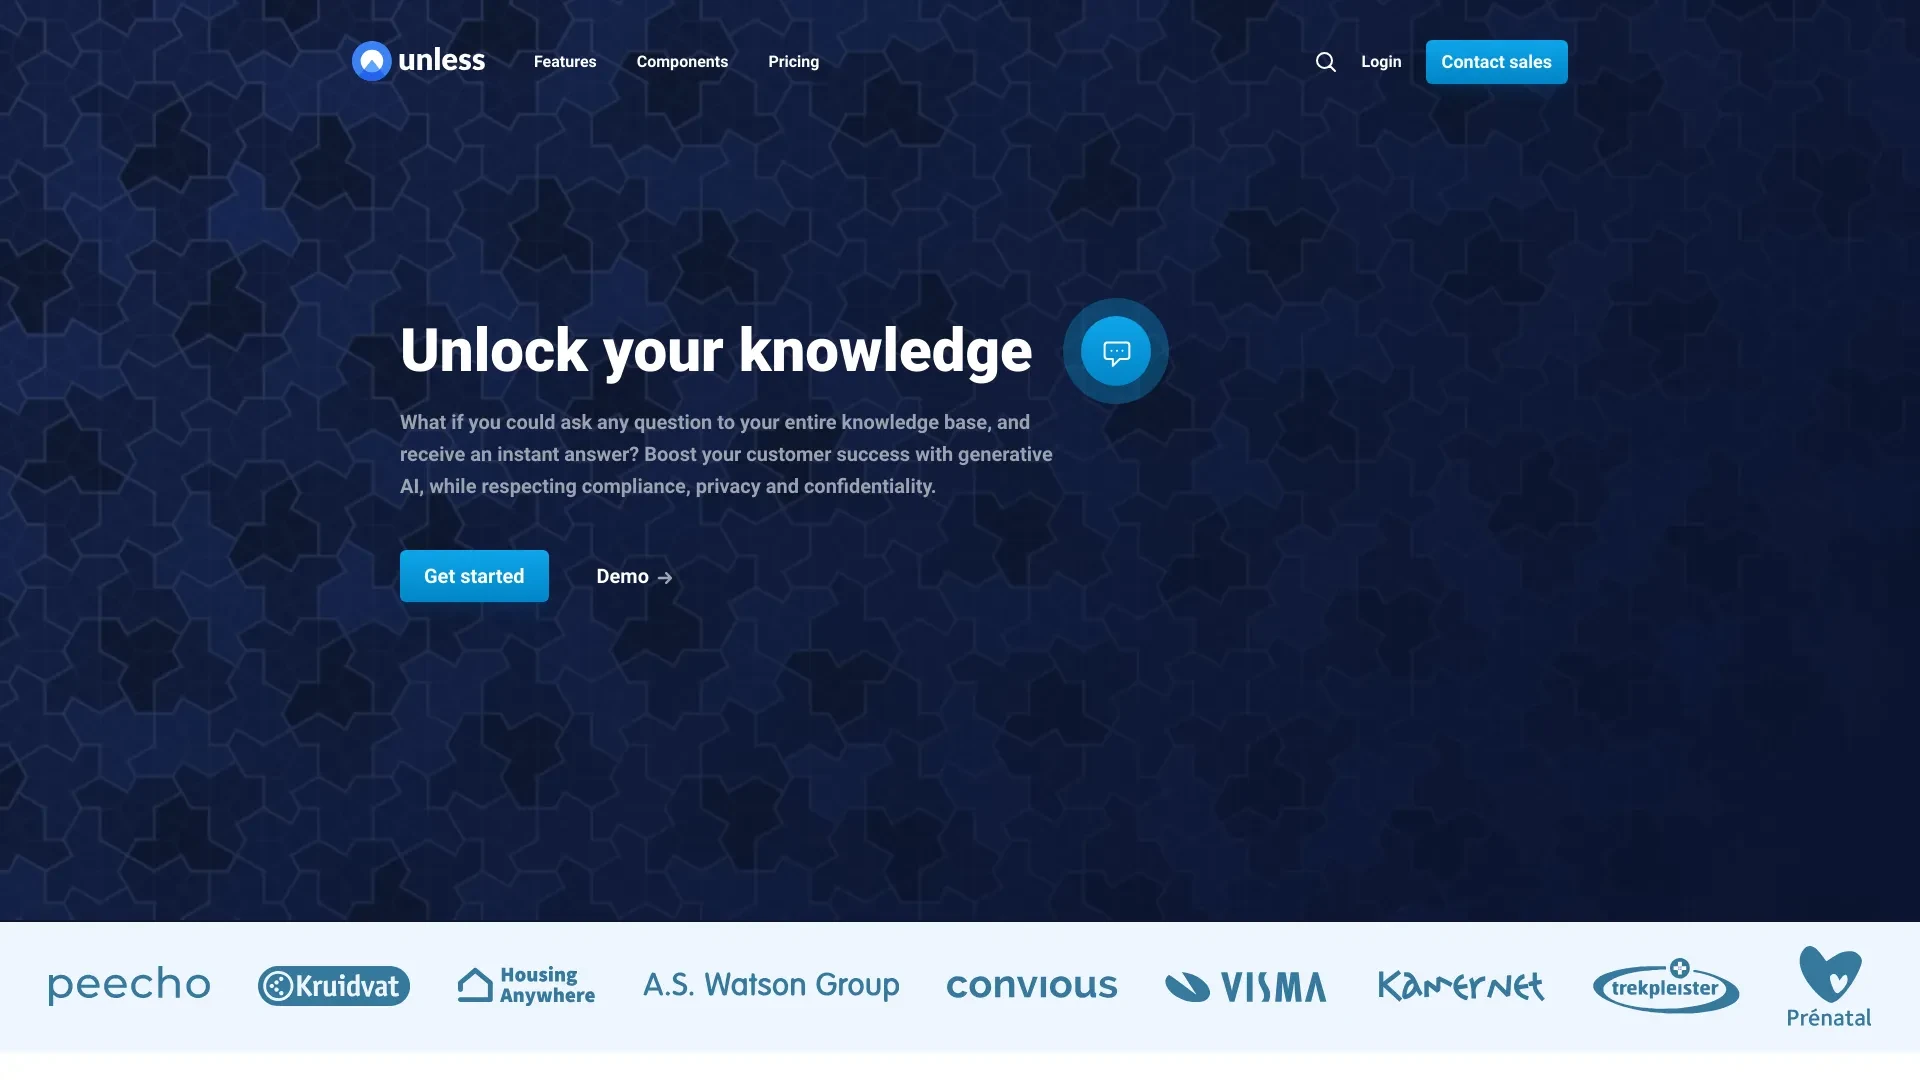 unless
Features
Components
Pricing
Login
Contact sales
Unlock your knowledge
What if you could ask any question to your entire knowledge base, and
receive an instant answer? Boost your customer success with generative
AI, while respecting compliance, privacy and confidentiality.
Get started
Demo →
peecho
Kruidvat
Housing
Anywhere
A.S. Watson Group
convious
VISMA
Kamernet
trekpleister
Prénatal